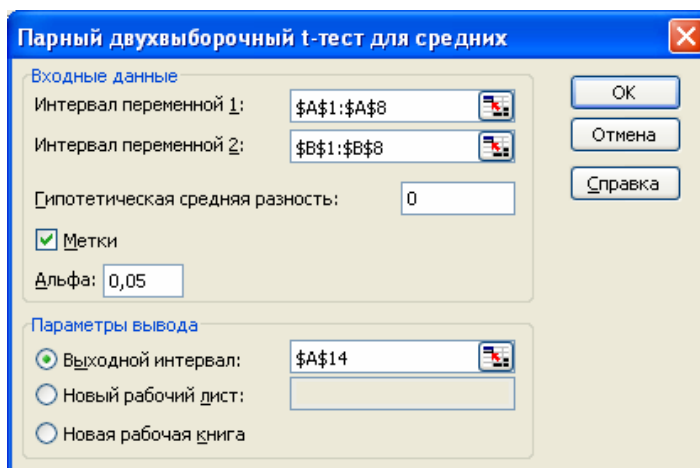 Парный двухвыборочный t-тест для средних
Входные данные
Интервал переменной 1: $A$1:$A$8
Интервал переменной 2: $B$1:$B$8
Гипотетическая средняя разность: 0
Метки
Альфа: 0,05
OK
Отмена
Справка
Параметры вывода
Выходной интервал: $A$14
Новый рабочий лист:
Новая рабочая книга